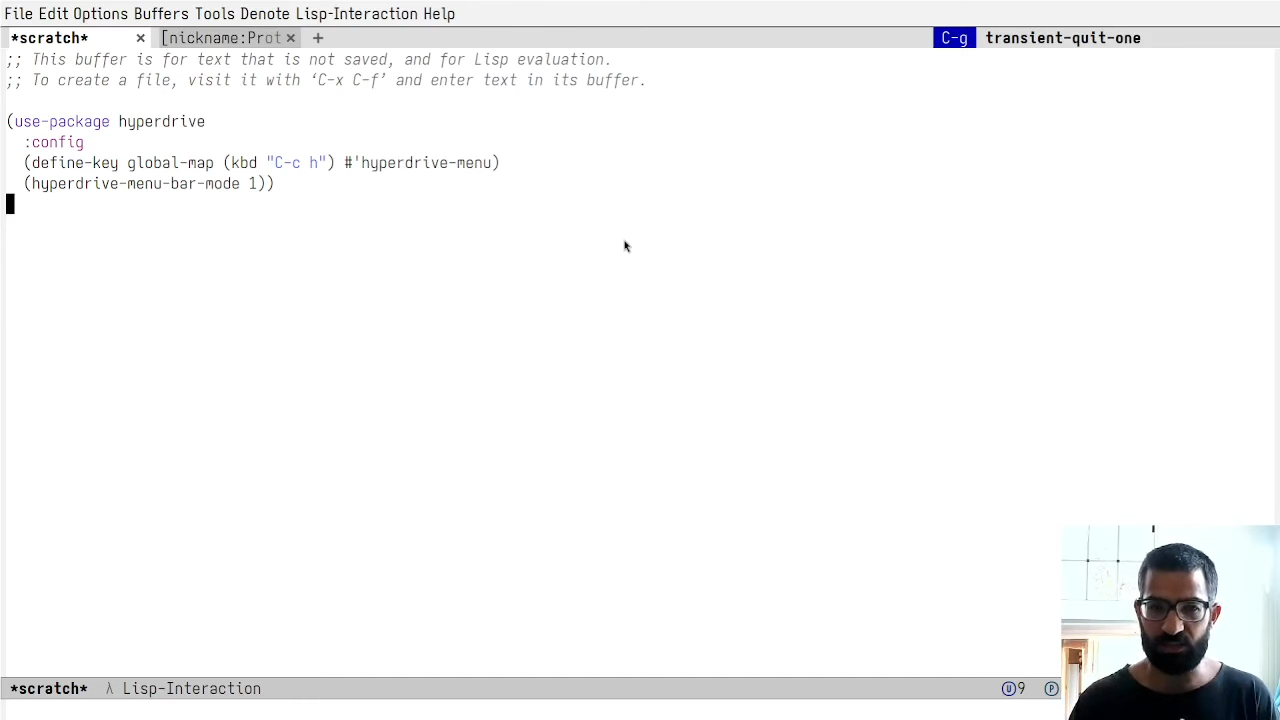 File Edit Options Buffers Tools Denote Lisp-Interaction Help
*scratch* × [nickname:Prot × + C-g transient-quit-one
;; This buffer is for text that is not saved, and for Lisp evaluation.
;; To create a file, visit it with ‘C-x C-f’ and enter text in its buffer.
(use-package hyperdrive
:config
(define-key global-map (kbd "C-c h") #'hyperdrive-menu)
(hyperdrive-menu-bar-mode 1))
*scratch* λ Lisp-Interaction U 9 P